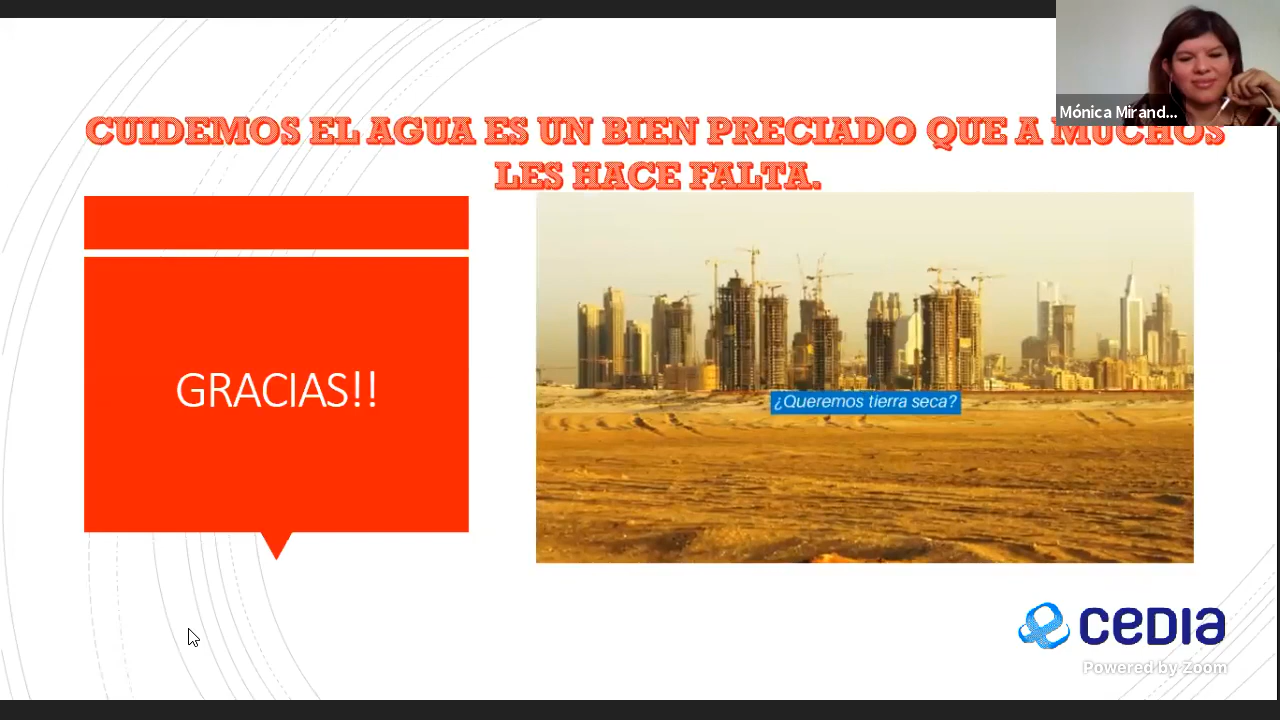 CUIDEMOS EL AGUA ES UN BIEN PRECIADO QUE A MUCHOS
LES HACE FALTA.
GRACIAS!!
¿Queremos tierra seca?
Mónica Mirand...
CEDIA
Powered by Zoom